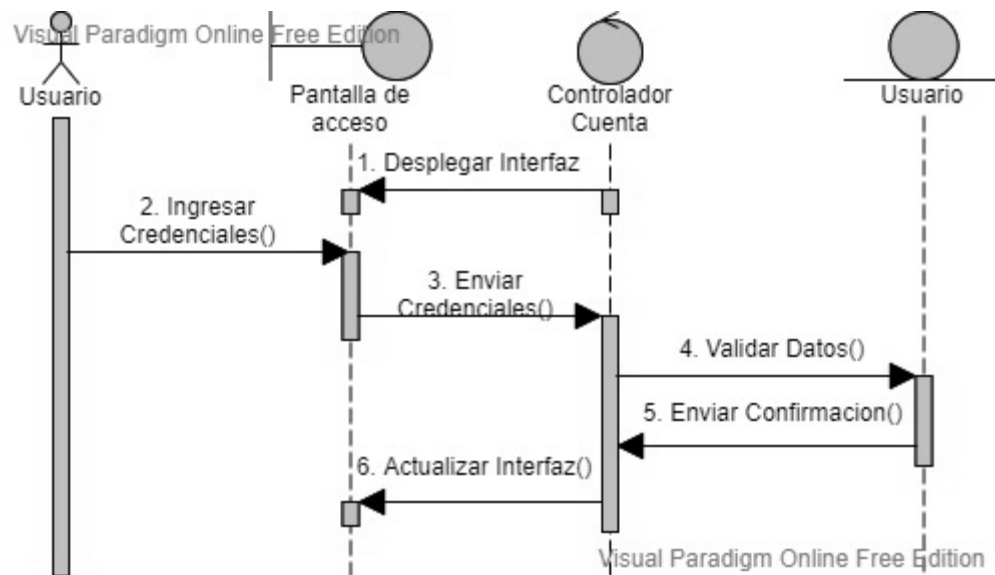 Visual Paradigm Online Free Edition
Usuario
Pantalla de
acceso
Controlador
Cuenta
Usuario
1. Desplegar Interfaz
2. Ingresar
Credenciales()
3. Enviar
Credenciales()
4. Validar Datos()
5. Enviar Confirmacion()
6. Actualizar Interfaz()
Visual Paradigm Online Free Edition